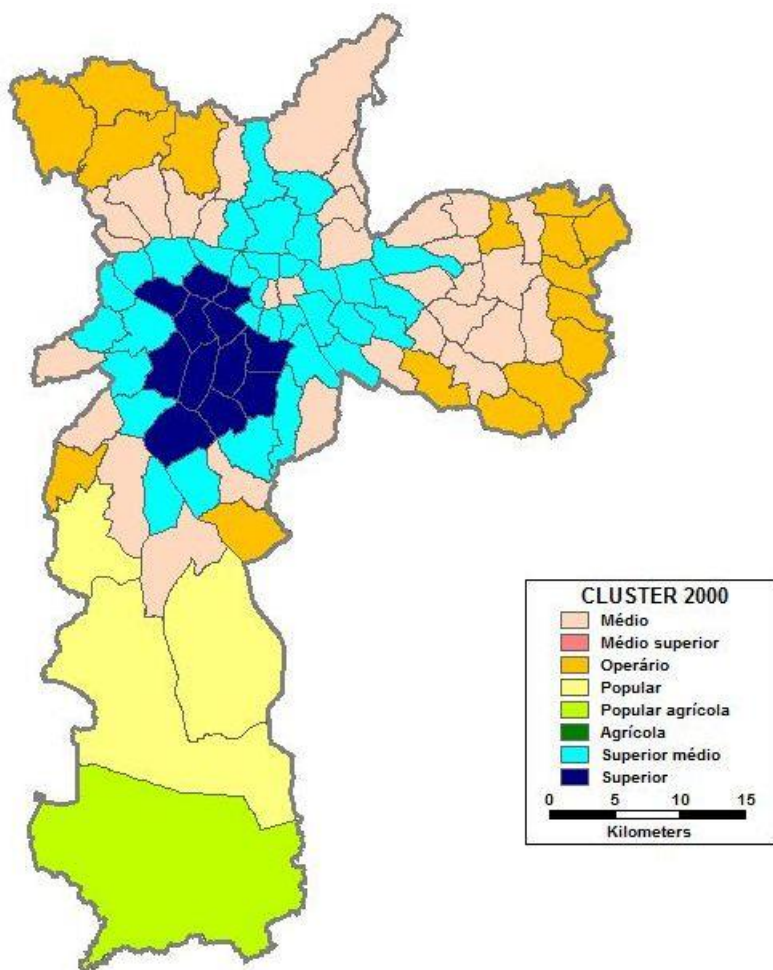 CLUSTER 2000
Médio
Médio superior
Operário
Popular
Popular agrícola
Agrícola
Superior médio
Superior
0 5 10 15
Kilometers